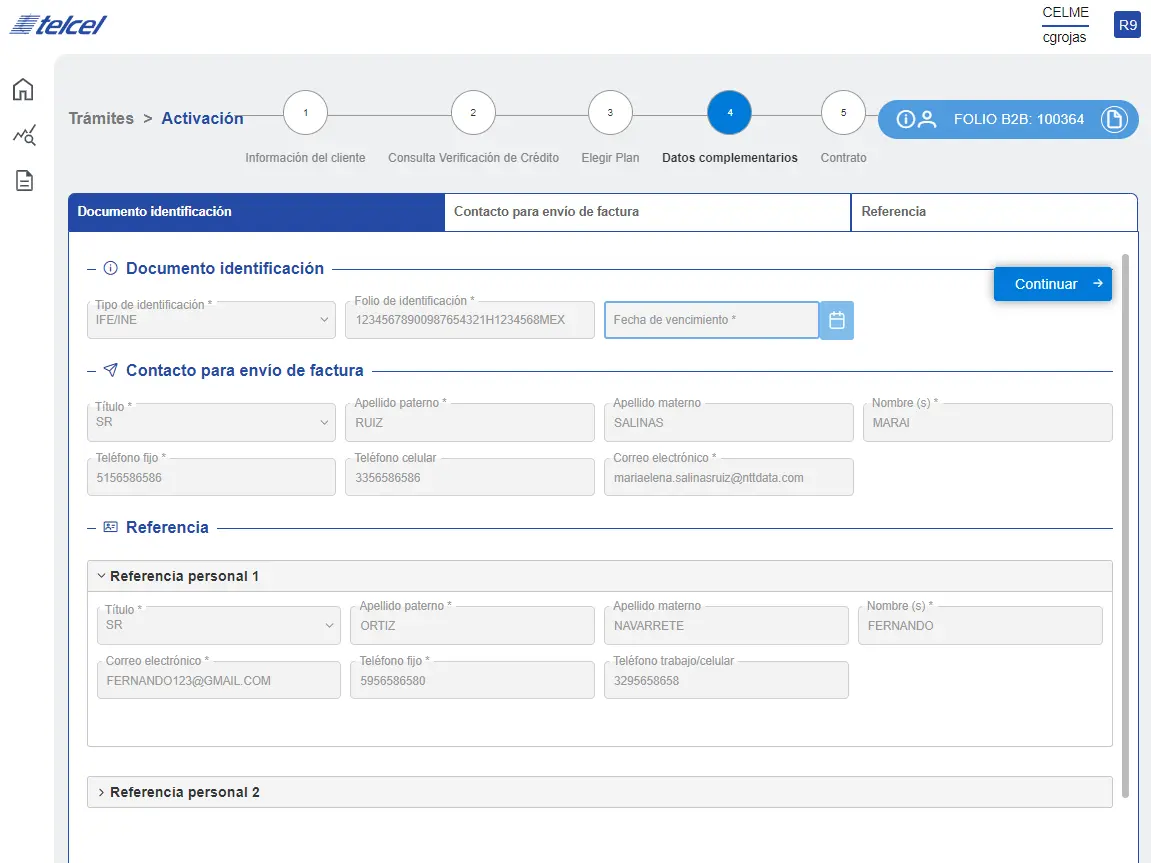 telcel
CELME
cgrojas
R9
Trámites > Activación
1
2
3
4
5
Información del cliente
Consulta Verificación de Crédito
Elegir Plan
Datos complementarios
Contrato
FOLIO B2B: 100364
Documento identificación
Contacto para envío de factura
Referencia
Documento identificación
Continuar
Tipo de identificación *
IFE/INE
Folio de identificación *
12345678900987654321H1234568MEX
Fecha de vencimiento *
Contacto para envío de factura
Título *
SR
Apellido paterno *
RUIZ
Apellido materno
SALINAS
Nombre (s) *
MARAI
Teléfono fijo *
5156586586
Teléfono celular
3356586586
Correo electrónico *
mariaelena.salinasruiz@nttdata.com
Referencia
Referencia personal 1
Título *
SR
Apellido paterno *
ORTIZ
Apellido materno
NAVARRETE
Nombre (s) *
FERNANDO
Correo electrónico *
FERNANDO123@GMAIL.COM
Teléfono fijo *
5956586580
Teléfono trabajo/celular
3295658658
Referencia personal 2